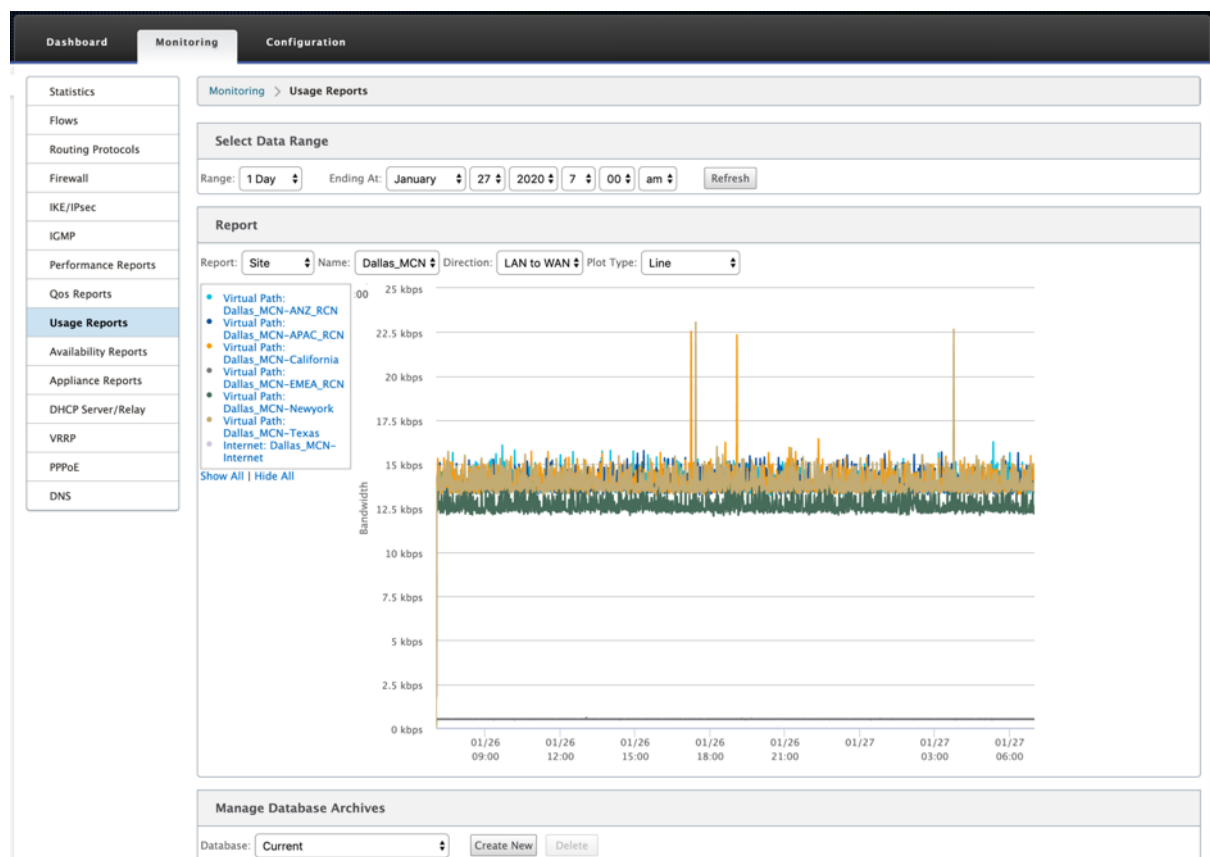 Dashboard Monitoring Configuration
Statistics
Flows
Routing Protocols
Firewall
IKE/IPsec
IGMP
Performance Reports
Qos Reports
Usage Reports
Availability Reports
Appliance Reports
DHCP Server/Relay
VRRP
PPPoE
DNS
Monitoring > Usage Reports
Select Data Range
Range: 1 Day Ending At: January 27 2020 7 00 am Refresh
Report
Report: Site Name: Dallas_MCN Direction: LAN to WAN Plot Type: Line
Virtual Path:
Dallas_MCN-ANZ_RCN
Virtual Path:
Dallas_MCN-APAC_RCN
Virtual Path:
Dallas_MCN-California
Virtual Path:
Dallas_MCN-EMEA_RCN
Virtual Path:
Dallas_MCN-Newyork
Virtual Path:
Dallas_MCN-Texas
Internet: Dallas_MCN-
Internet
Show All | Hide All
:00
25 kbps
22.5 kbps
20 kbps
17.5 kbps
15 kbps
12.5 kbps
10 kbps
7.5 kbps
5 kbps
2.5 kbps
0 kbps
Bandwidth
01/26 01/26 01/26 01/26 01/26 01/27 01/27 01/27
09:00 12:00 15:00 18:00 21:00 03:00 06:00
Manage Database Archives
Database: Current Create New Delete